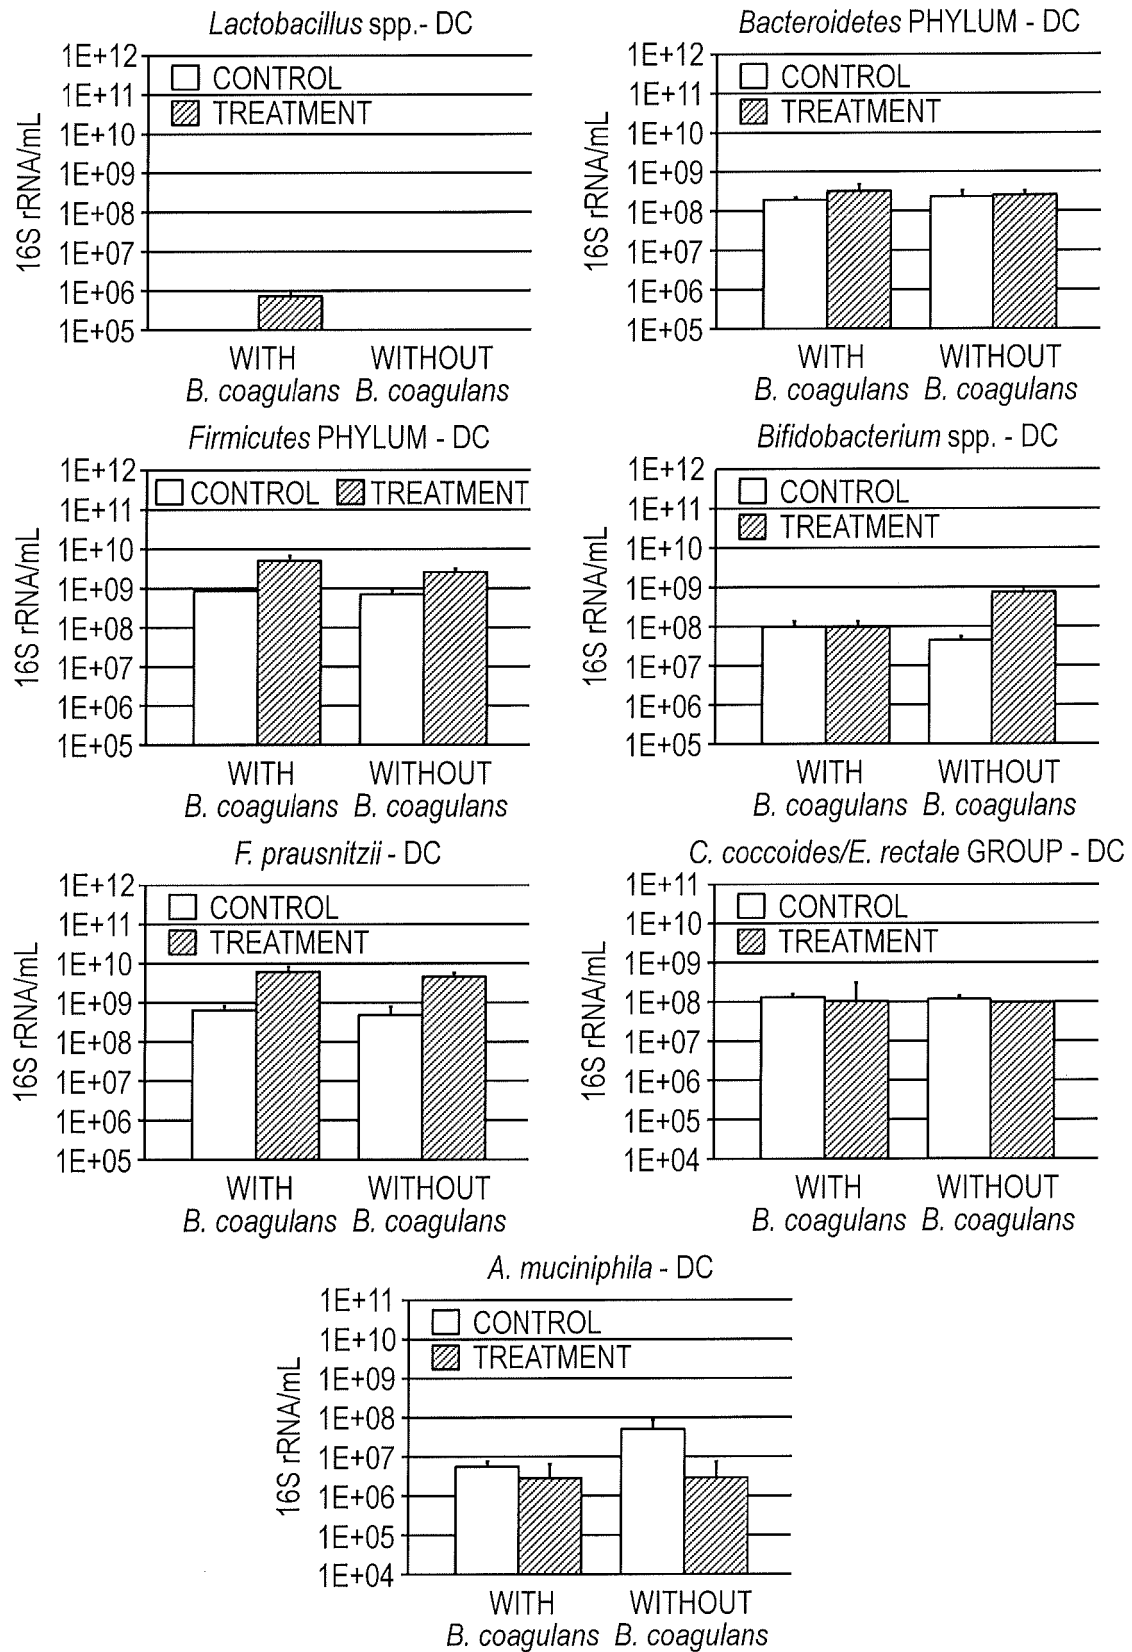 Lactobacillus spp.- DC
1E+12
1E+11
1E+10
1E+09
1E+08
1E+07
1E+06
1E+05
16S rRNA/mL
CONTROL
TREATMENT
WITH WITHOUT
B. coagulans B. coagulans
Bacteroidetes PHYLUM - DC
1E+12
1E+11
1E+10
1E+09
1E+08
1E+07
1E+06
1E+05
16S rRNA/mL
CONTROL
TREATMENT
WITH WITHOUT
B. coagulans B. coagulans
Firmicutes PHYLUM - DC
1E+12
1E+11
1E+10
1E+09
1E+08
1E+07
1E+06
1E+05
16S rRNA/mL
CONTROL TREATMENT
WITH WITHOUT
B. coagulans B. coagulans
Bifidobacterium spp. - DC
1E+12
1E+11
1E+10
1E+09
1E+08
1E+07
1E+06
1E+05
16S rRNA/mL
CONTROL
TREATMENT
WITH WITHOUT
B. coagulans B. coagulans
F. prausnitzii - DC
1E+12
1E+11
1E+10
1E+09
1E+08
1E+07
1E+06
1E+05
16S rRNA/mL
CONTROL
TREATMENT
WITH WITHOUT
B. coagulans B. coagulans
C. coccoides/E. rectale GROUP - DC
1E+11
1E+10
1E+09
1E+08
1E+07
1E+06
1E+05
1E+04
16S rRNA/mL
CONTROL
TREATMENT
WITH WITHOUT
B. coagulans B. coagulans
A. muciniphila - DC
1E+11
1E+10
1E+09
1E+08
1E+07
1E+06
1E+05
1E+04
16S rRNA/mL
CONTROL
TREATMENT
WITH WITHOUT
B. coagulans B. coagulans